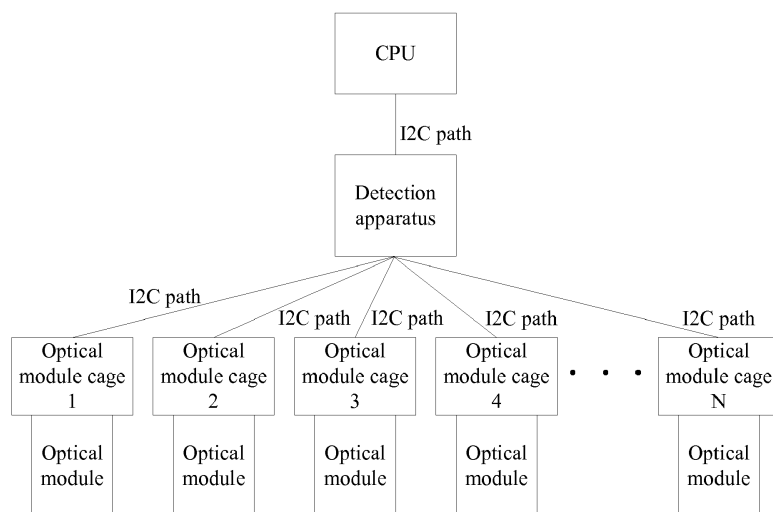 CPU
I2C path
Detection
apparatus
I2C path
I2C path
I2C path
I2C path
I2C path
Optical
module cage
1
Optical
module cage
2
Optical
module cage
3
Optical
module cage
4
• • •
Optical
module cage
N
Optical
module
Optical
module
Optical
module
Optical
module
Optical
module